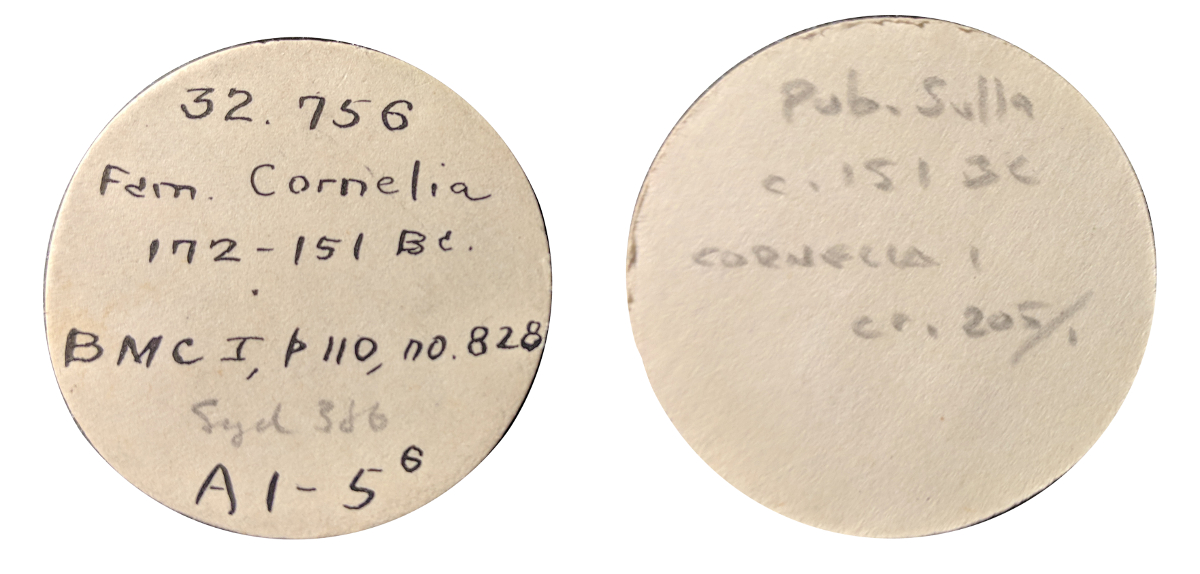 32.756
Fam. Cornelia
172-151 BC.
BMC I, p 110, no. 828
Syd 386
A1-5⁶
Pub. Sulla
c. 151 BC
CORNELIA 1
cr. 205/1